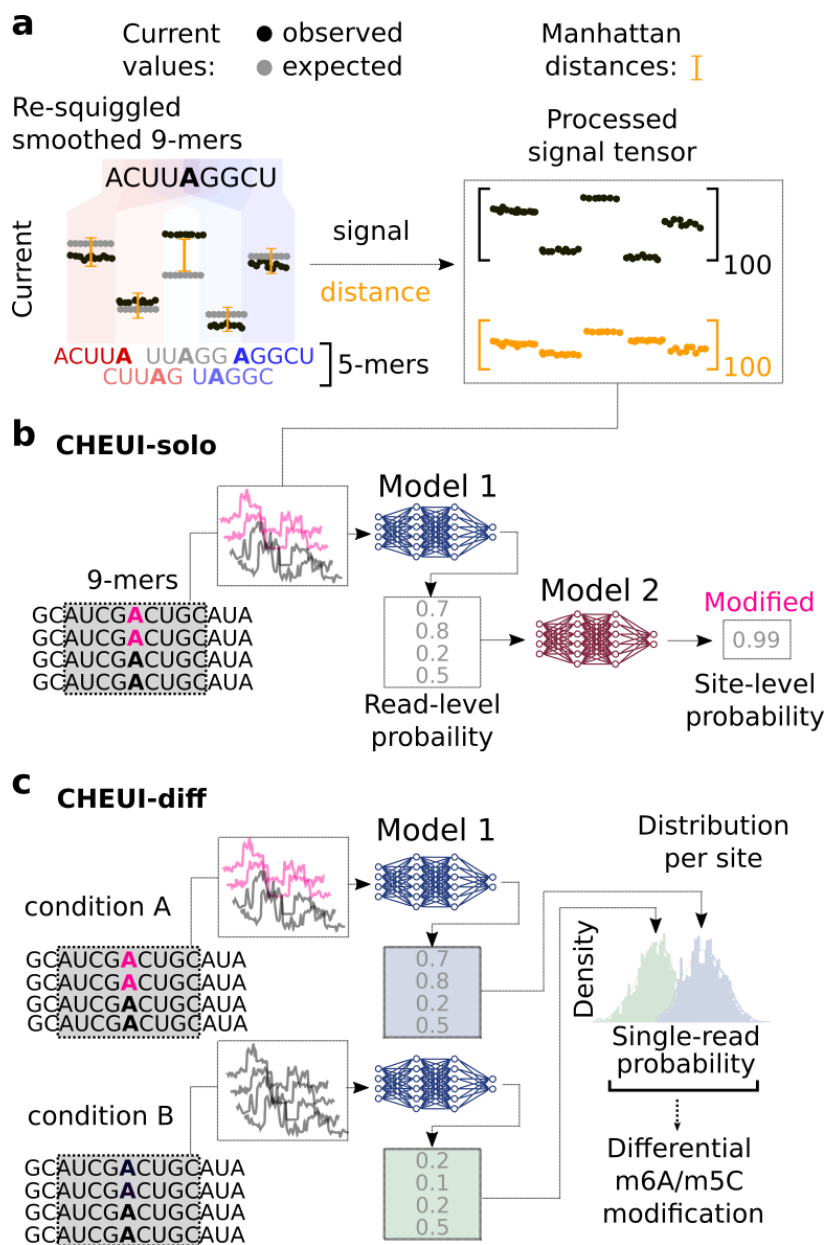 a
Current values:
observed
expected
Manhattan distances:
Re-squiggled
smoothed 9-mers
ACUUAGGCU
Current
signal
distance
Processed
signal tensor
100
100
ACUUA UUAGG AGGCU
CUUAG UAGGC
5-mers
b CHEUI-solo
9-mers
GCAUCGACUGCAUA
GCAUCGACUGCAUA
GCAUCGACUGCAUA
GCAUCGACUGCAUA
Model 1
0.7
0.8
0.2
0.5
Read-level
probaility
Model 2
Modified
0.99
Site-level
probability
c CHEUI-diff
condition A
GCAUCGACUGCAUA
GCAUCGACUGCAUA
GCAUCGACUGCAUA
GCAUCGACUGCAUA
Model 1
0.7
0.8
0.2
0.5
condition B
GCAUCGACUGCAUA
GCAUCGACUGCAUA
GCAUCGACUGCAUA
GCAUCGACUGCAUA
0.2
0.1
0.2
0.5
Distribution
per site
Density
Single-read
probability
Differential
m6A/m5C
modification